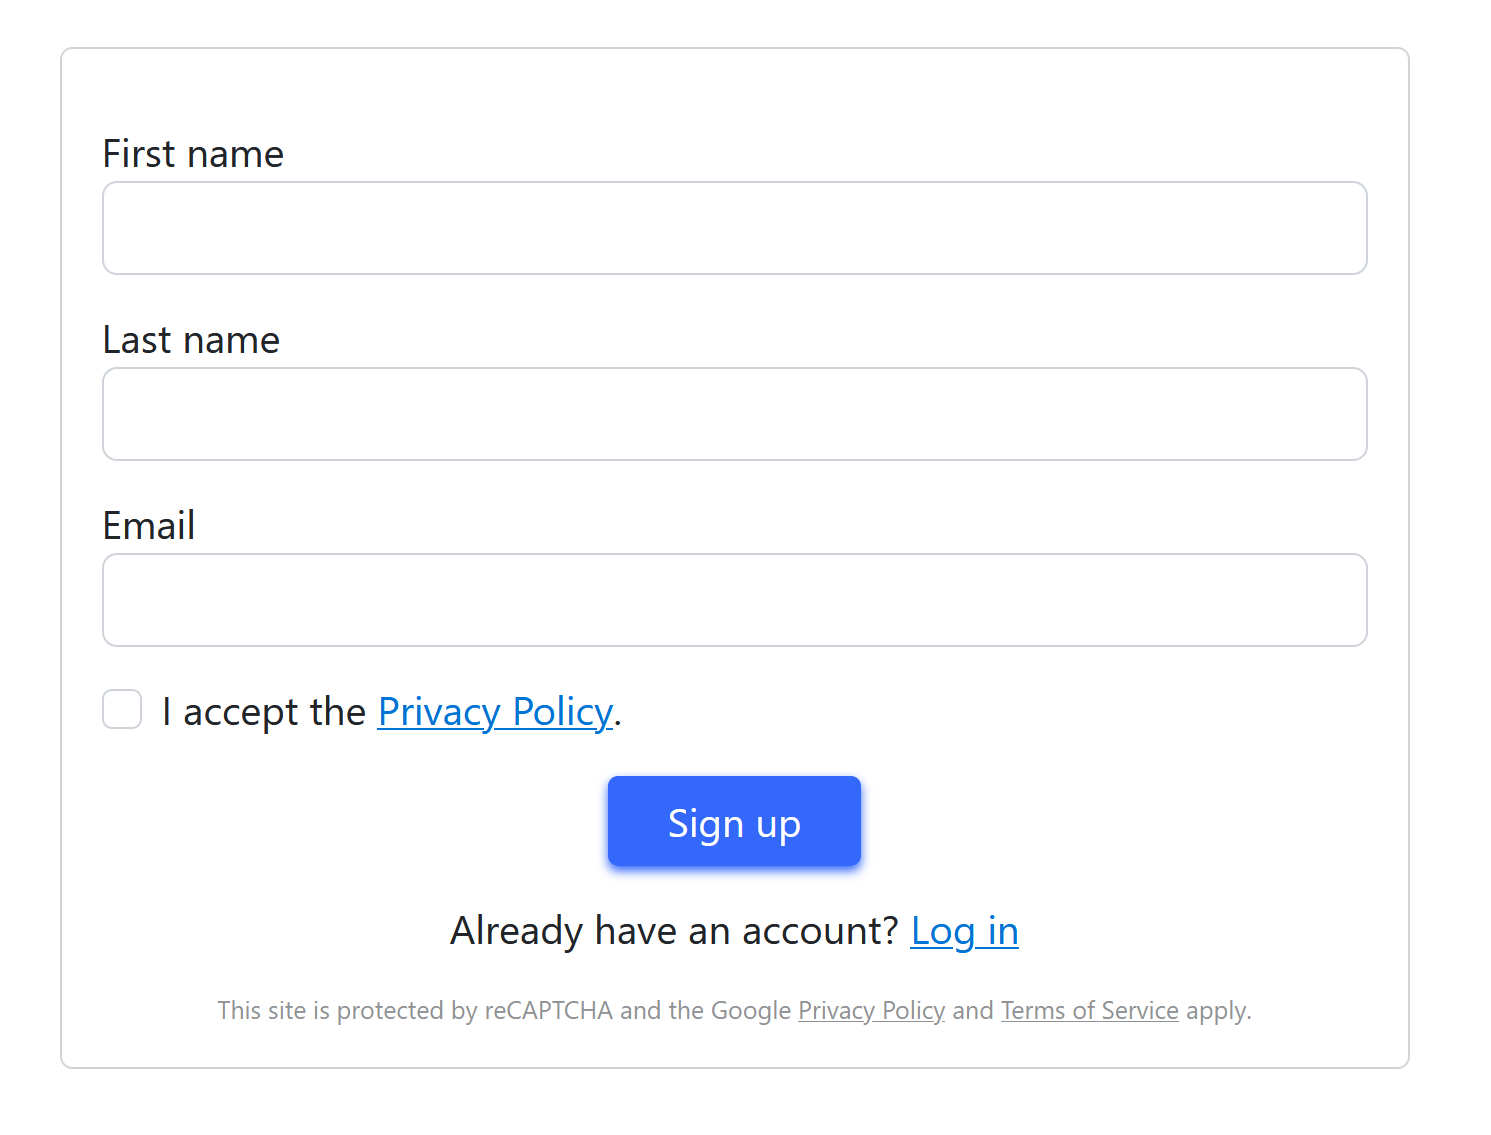 First name
Last name
Email
I accept the Privacy Policy.
Sign up
Already have an account? Log in
This site is protected by reCAPTCHA and the Google Privacy Policy and Terms of Service apply.